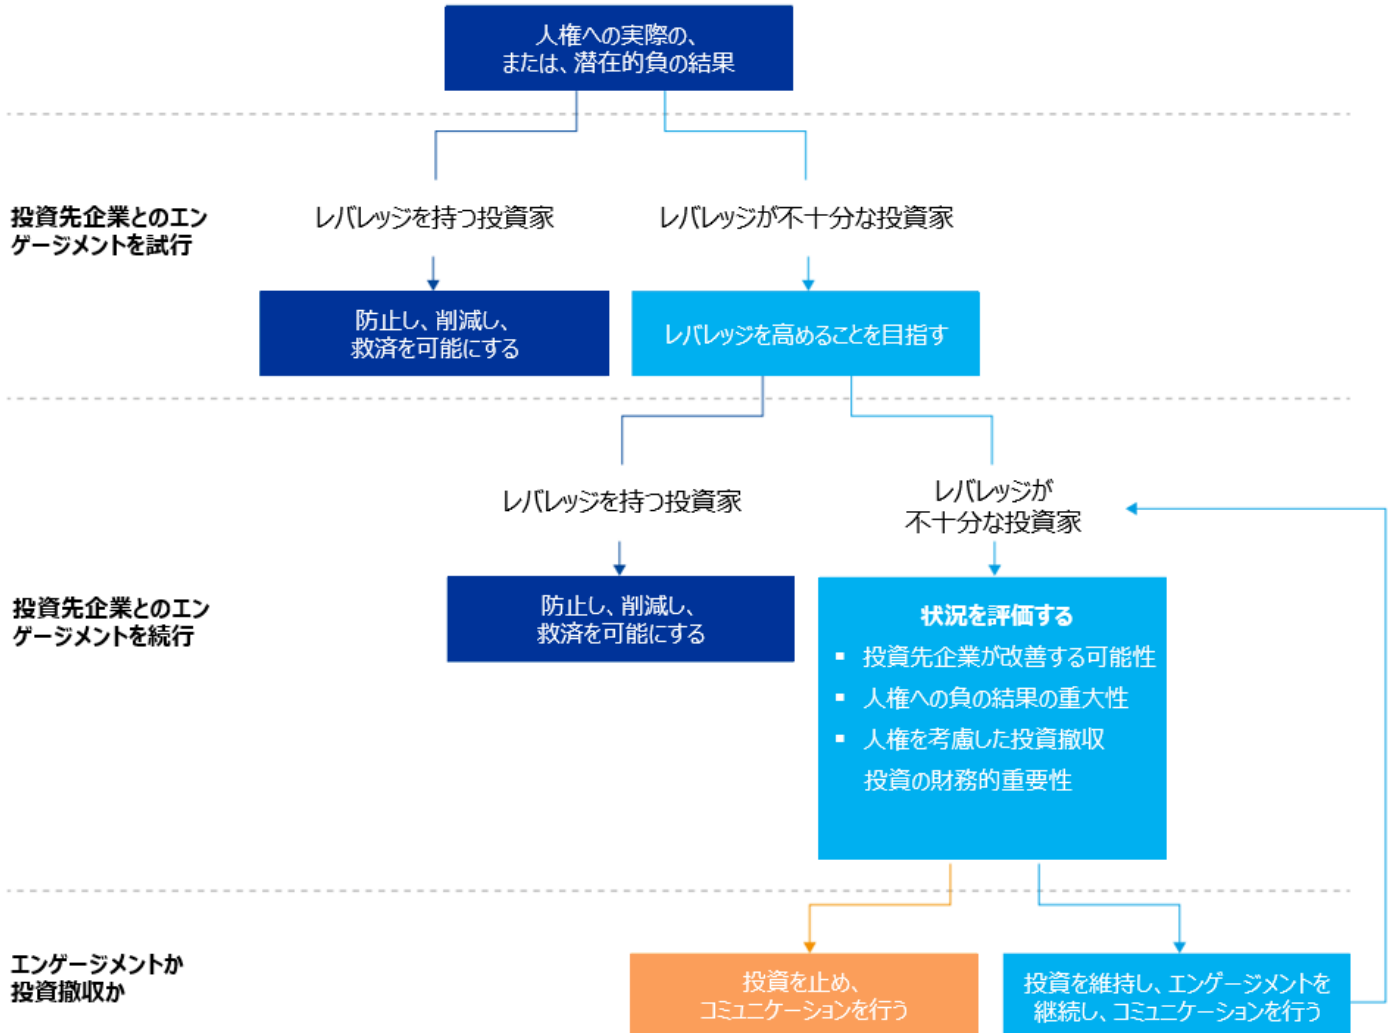 人権への実際の、
または、潜在的負の結果
投資先企業とのエン
ゲージメントを試行
レバレッジを持つ投資家
レバレッジが不十分な投資家
防止し、削減し、
救済を可能にする
レバレッジを高めることを目指す
投資先企業とのエン
ゲージメントを続行
レバレッジを持つ投資家
レバレッジが
不十分な投資家
防止し、削減し、
救済を可能にする
状況を評価する
▪ 投資先企業が改善する可能性
▪ 人権への負の結果の重大性
▪ 人権を考慮した投資撤収
投資の財務的重要性
エンゲージメントか
投資撤収か
投資を止め、
コミュニケーションを行う
投資を維持し、エンゲージメントを
継続し、コミュニケーションを行う